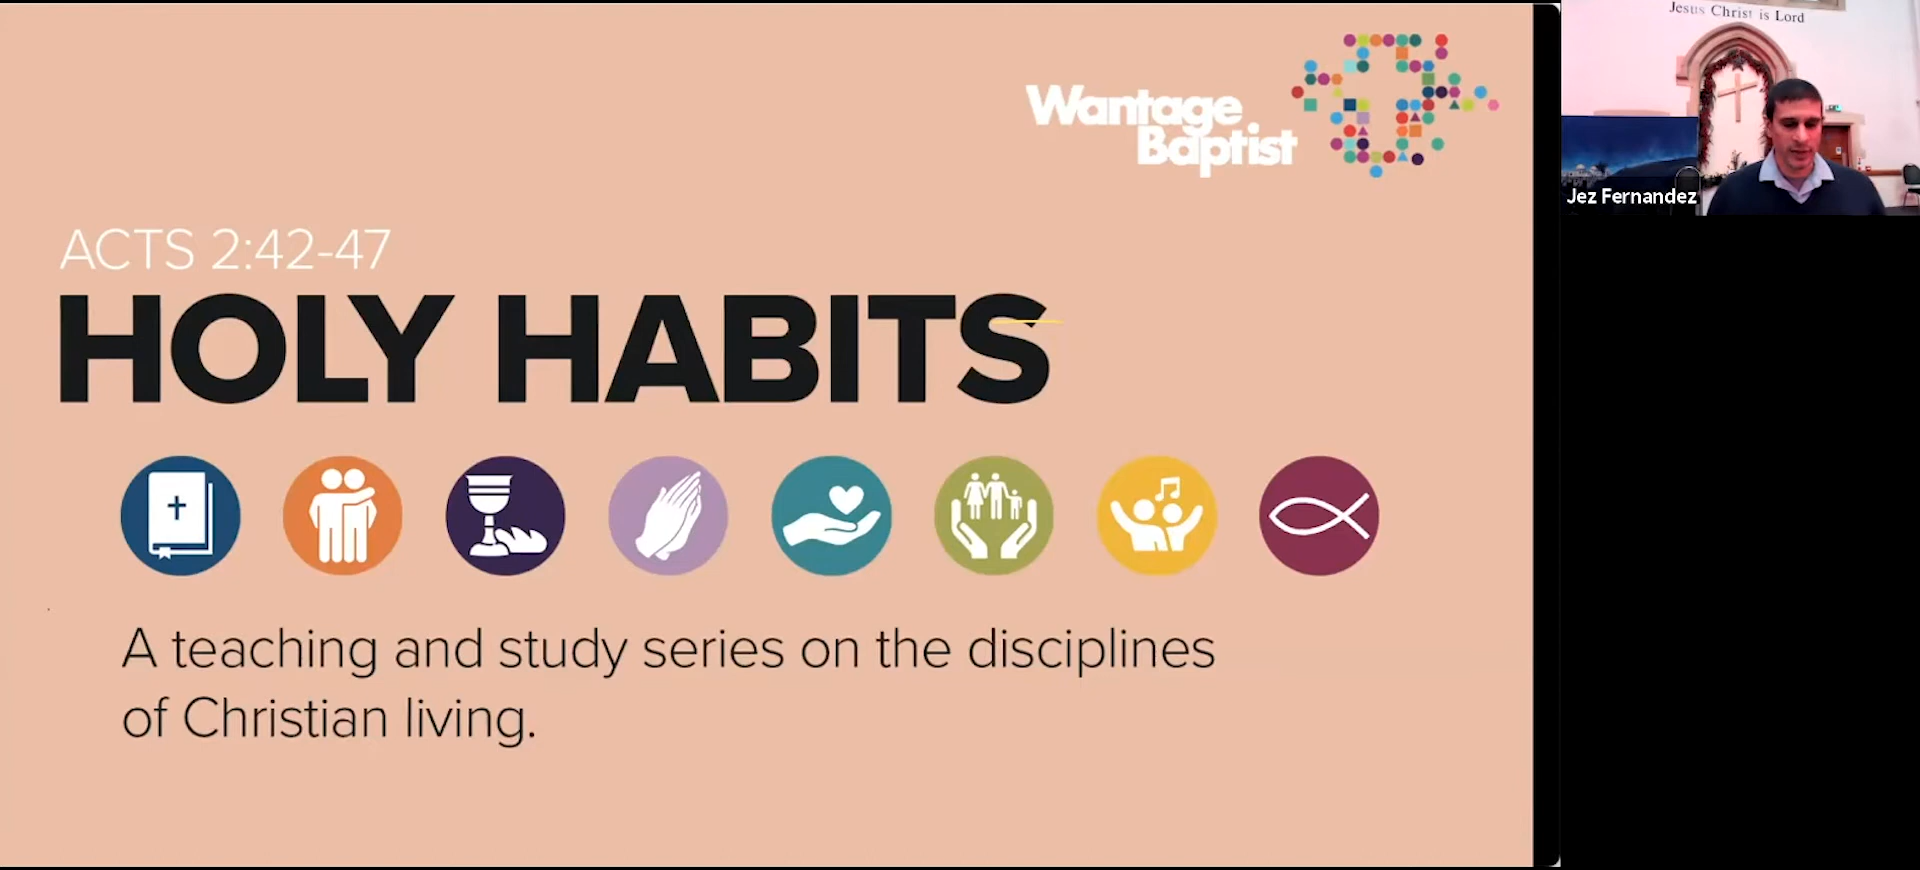 Wantage
Baptist
ACTS 2:42-47
HOLY HABITS
A teaching and study series on the disciplines
of Christian living.
Jesus Christ is Lord
Jez Fernandez